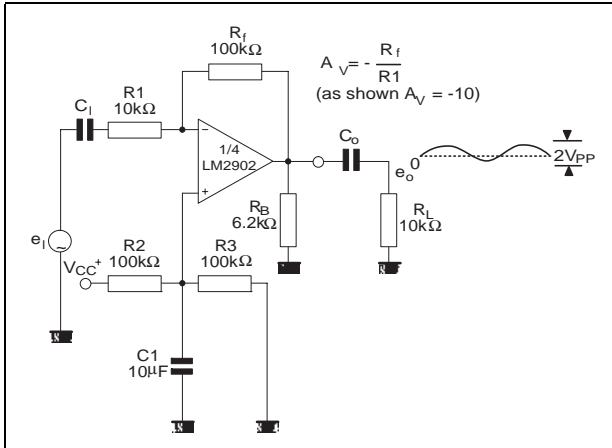 Rf
100kΩ
A V = - Rf
R1
(as shown AV = -10)
R1
10kΩ
CI
1/4
LM2902
Co
eo
0
2VPP
RB
6.2kΩ
RL
10kΩ
eI
~
VCC+
R2
100kΩ
R3
100kΩ
C1
10µF